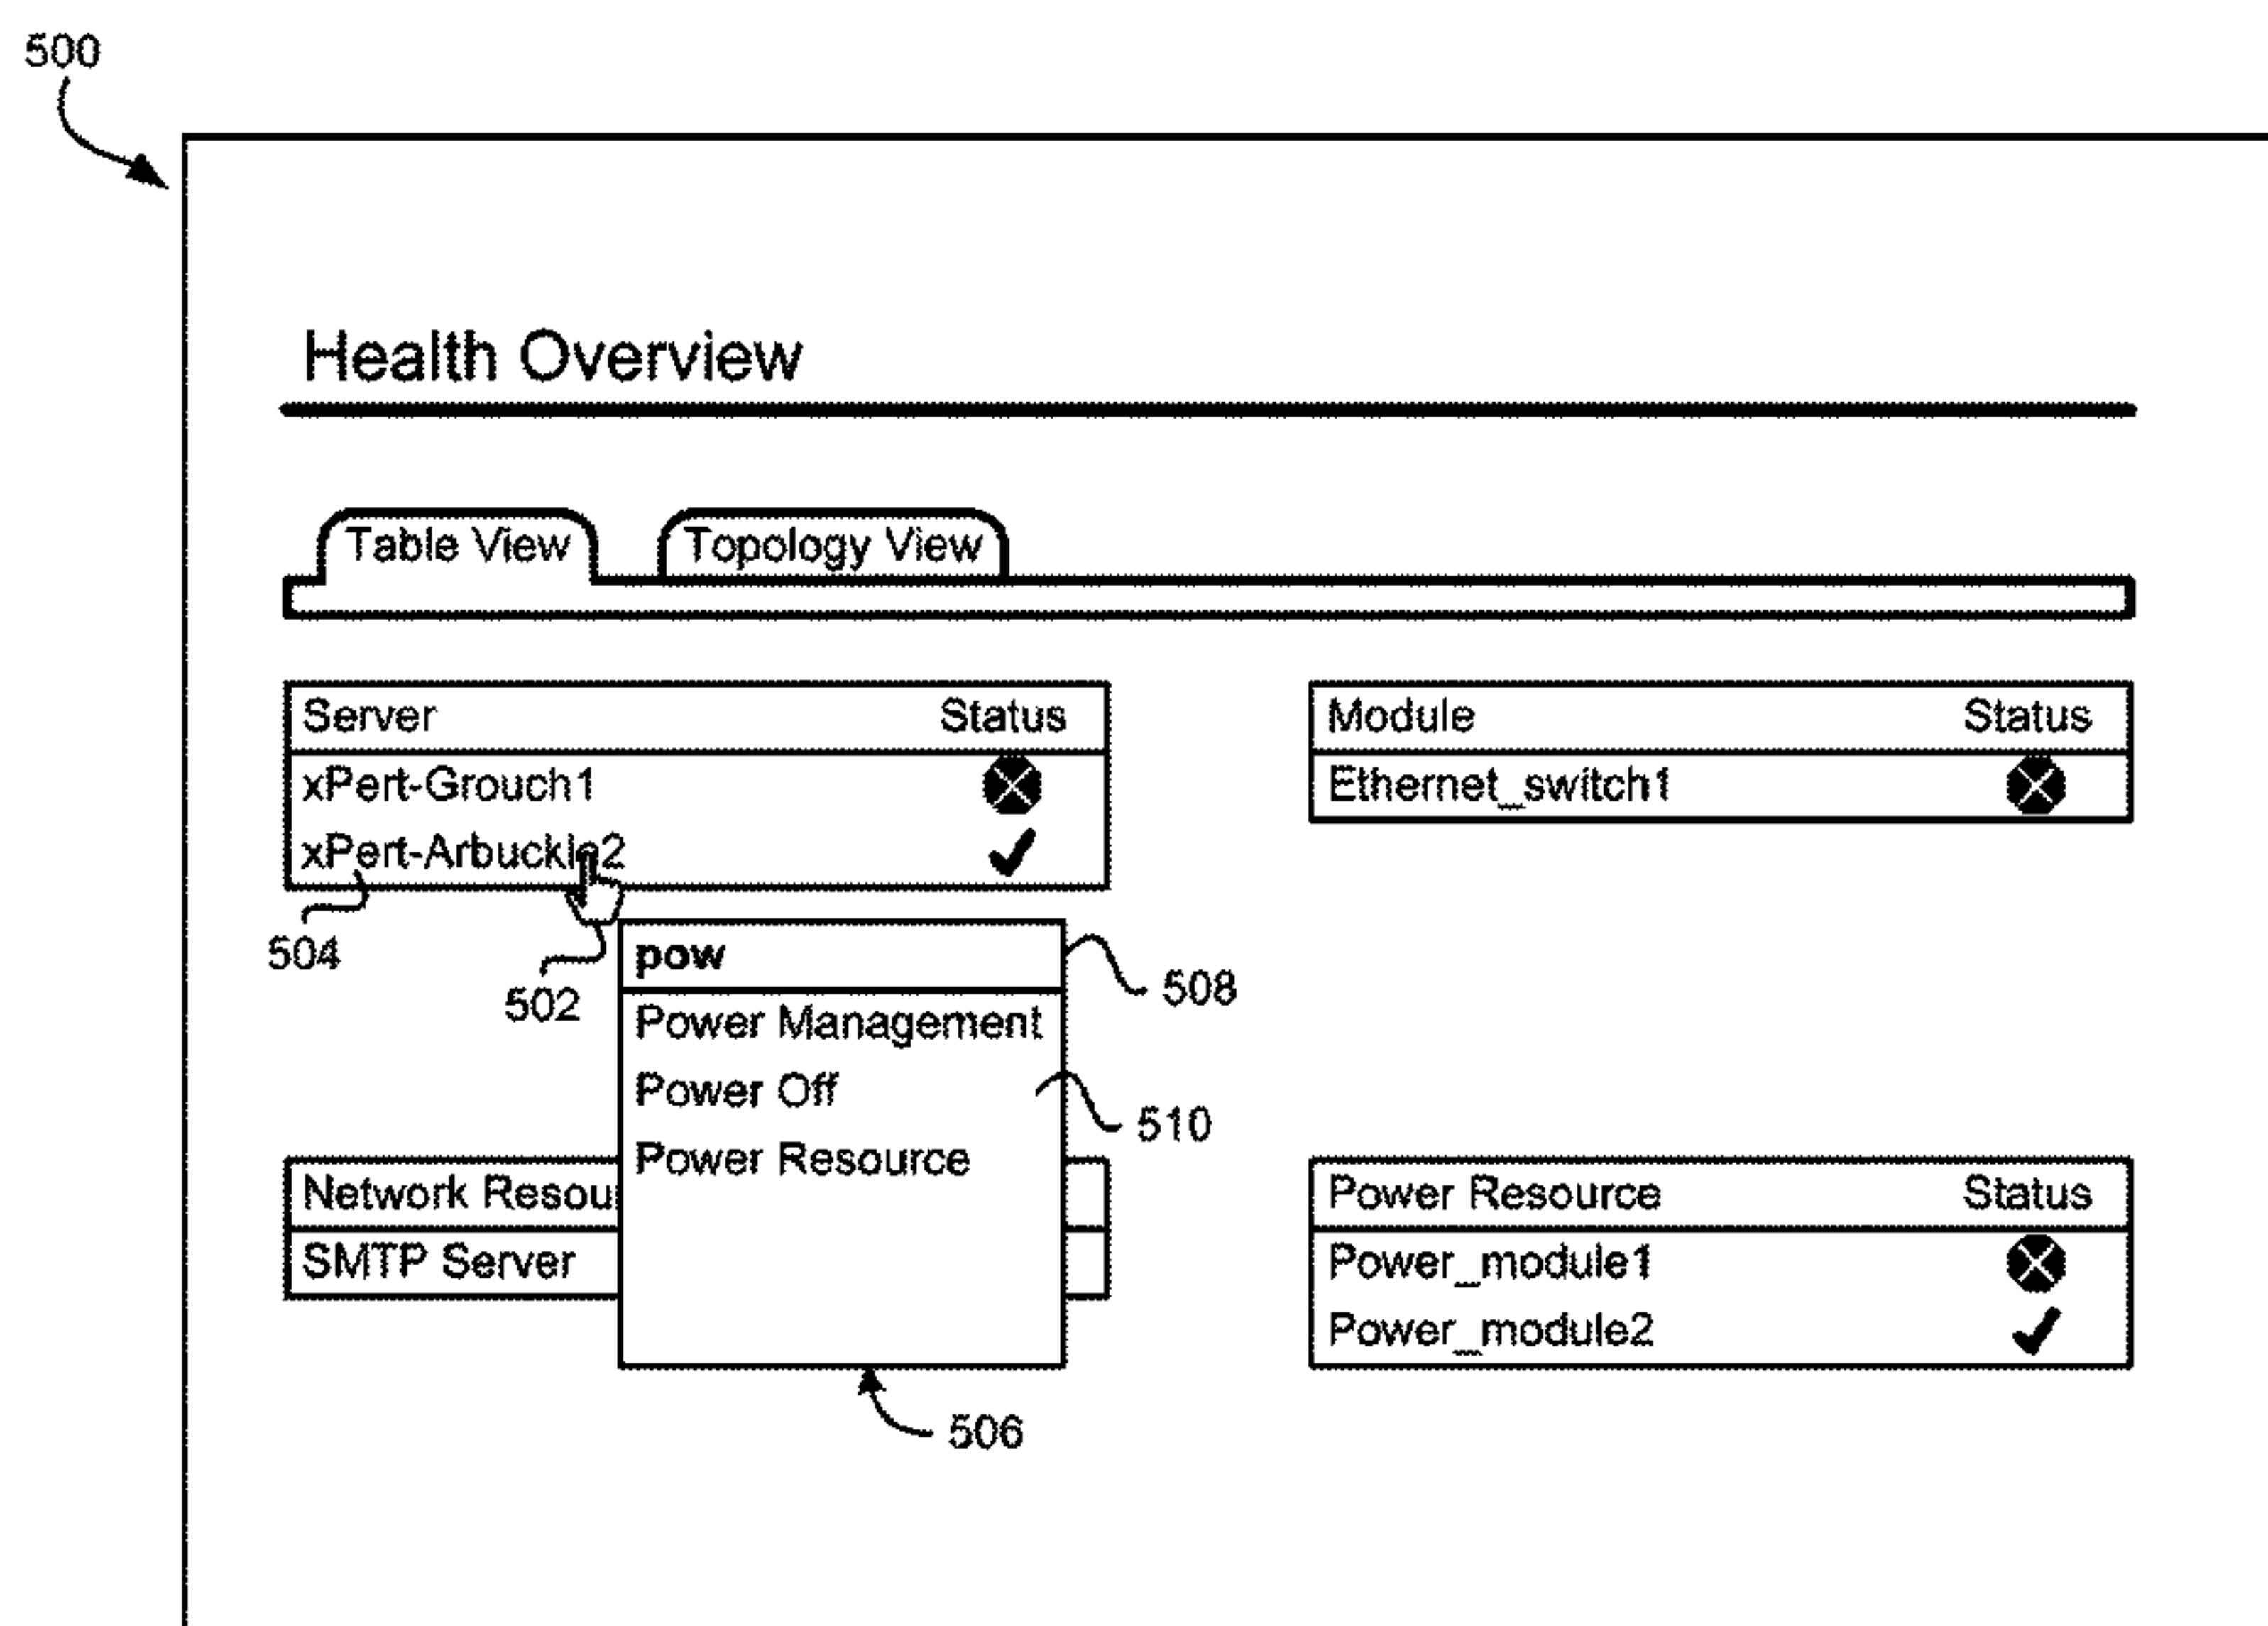 500
Health Overview
Table View Topology View
Server Status
xPert-Grouch1
xPert-Arbuckle2
504
502
Module Status
Ethernet_switch1
pow
508
Power Management
Power Off
510
Power Resource
506
Network Resou
SMTP Server
Power Resource Status
Power_module1
Power_module2